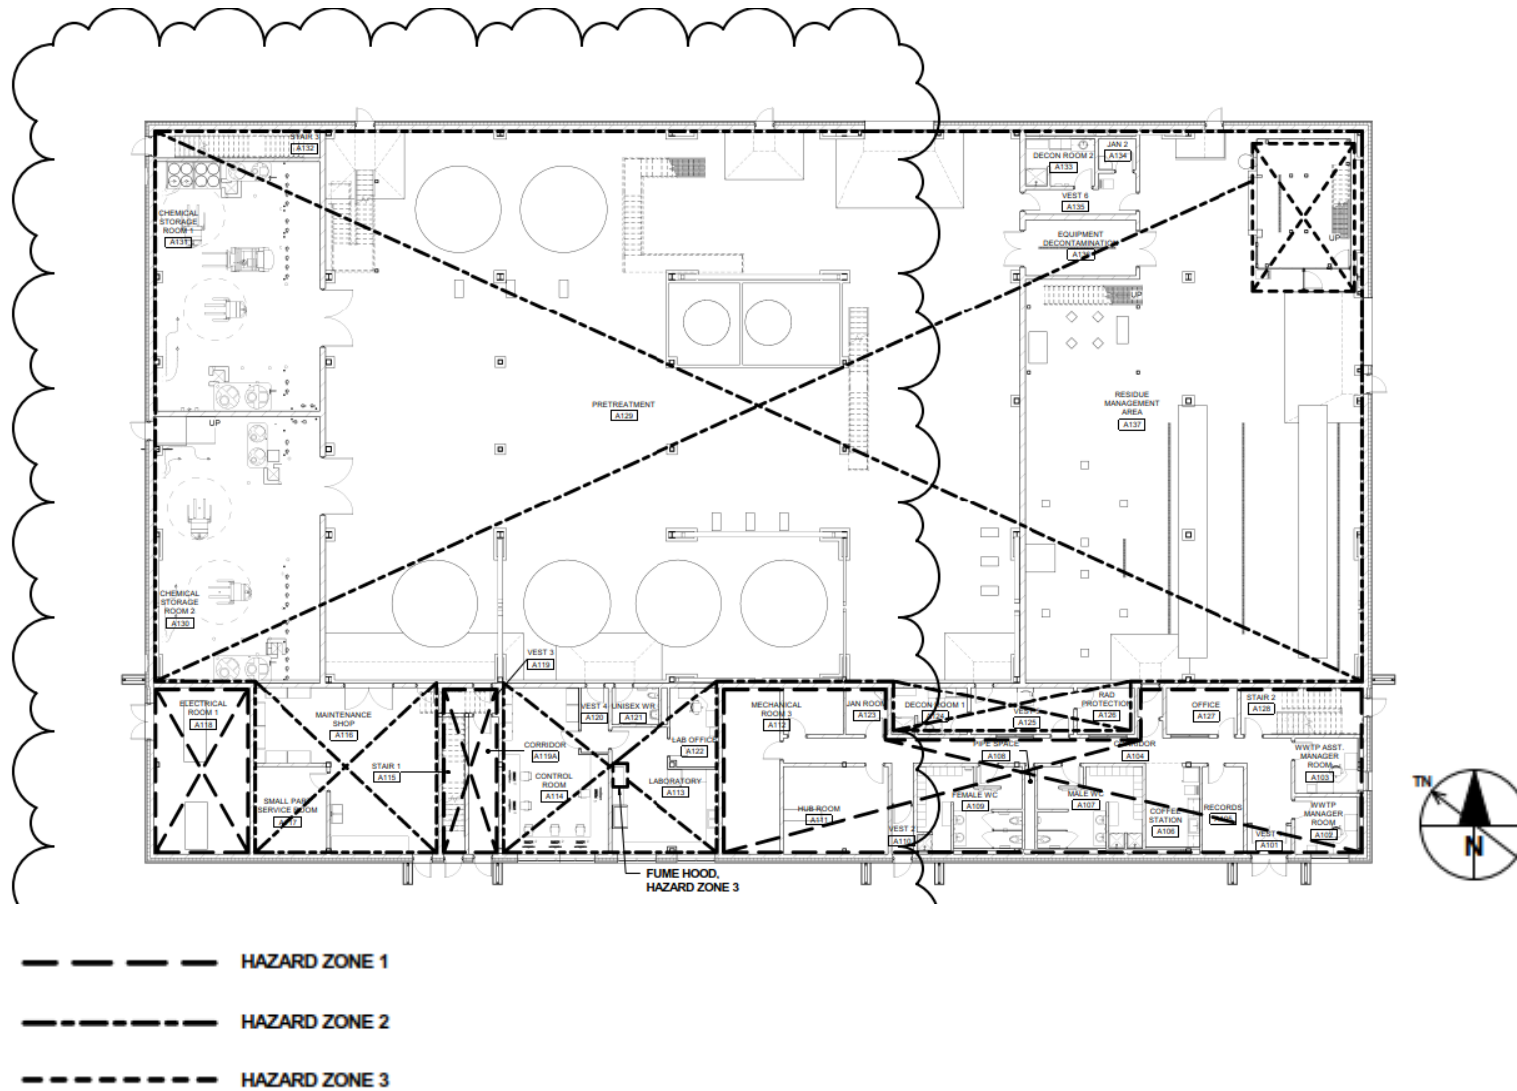 STAIR 3
A132
DECON ROOM 2
A133
JAN 2
A134
VEST 6
A135
CHEMICAL
STORAGE
ROOM 1
A131
EQUIPMENT
DECONTAMINATION
UP
UP
PRETREATMENT
A129
RESIDUE
MANAGEMENT
AREA
A137
UP
CHEMICAL
STORAGE
ROOM 2
A130
VEST 3
A119
ELECTRICAL
ROOM 1
A118
MAINTENANCE
SHOP
A116
STAIR 1
A115
CORRIDOR
A119A
CONTROL
ROOM
A114
VEST 4
A120
UNISEX WR
A121
LAB OFFICE
A122
LABORATORY
A113
MECHANICAL
ROOM 3
A112
JAN ROOM
A123
DECON ROOM 1
A124
A125
RAD
PROTECTION
A126
OFFICE
A127
STAIR 2
A128
PIPE SPACE
A108
CORRIDOR
A104
WWTP ASST.
MANAGER
ROOM
A103
SMALL PART
SERVICE ROOM
A117
HUB ROOM
A111
VEST 2
A110
FEMALE WC
A109
MALE WC
A107
COFFEE
STATION
A106
RECORDS
A105
VEST 1
A101
WWTP
MANAGER
ROOM
A102
FUME HOOD,
HAZARD ZONE 3
TN
N
HAZARD ZONE 1
HAZARD ZONE 2
HAZARD ZONE 3